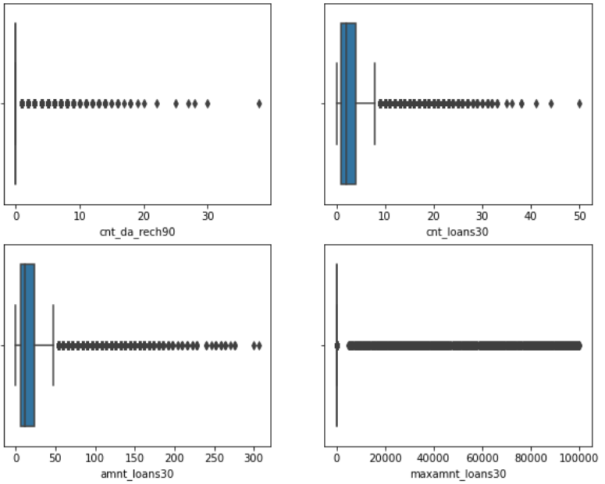 0 10 20 30
cnt_da_rech90
0 10 20 30 40 50
cnt_loans30
0 50 100 150 200 250 300
amnt_loans30
0 20000 40000 60000 80000 100000
maxamnt_loans30